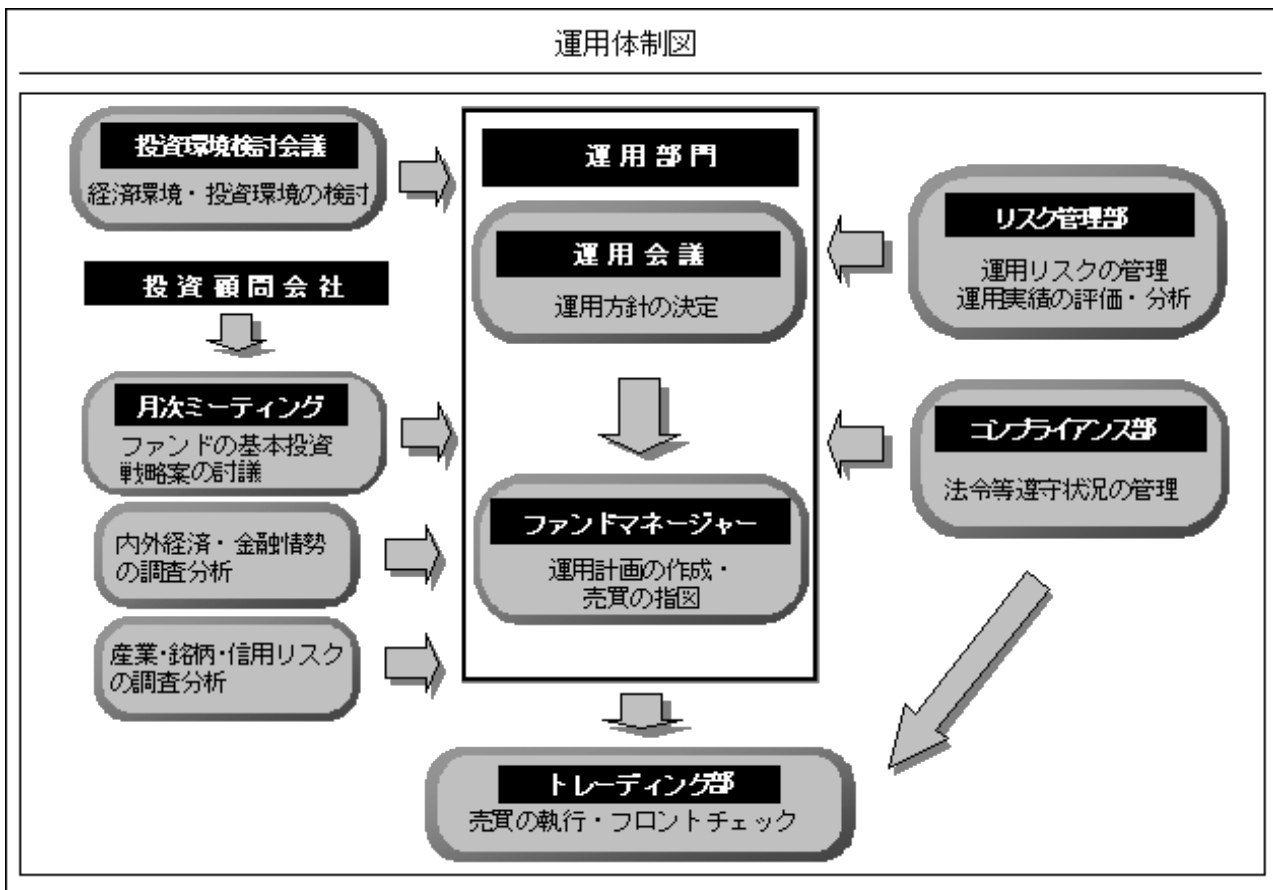 運用体制図
投資環境検討会議
経済環境・投資環境の検討
投資顧問会社
月次ミーティング
ファンドの基本投資
戦略案の討議
内外経済・金融情勢
の調査分析
産業・銘柄・信用リスク
の調査分析
運用部門
運用会議
運用方針の決定
ファンドマネージャー
運用計画の作成・
売買の指図
リスク管理部
運用リスクの管理
運用実績の評価・分析
コンプライアンス部
法令等遵守状況の管理
トレーディング部
売買の執行・フロントチェック